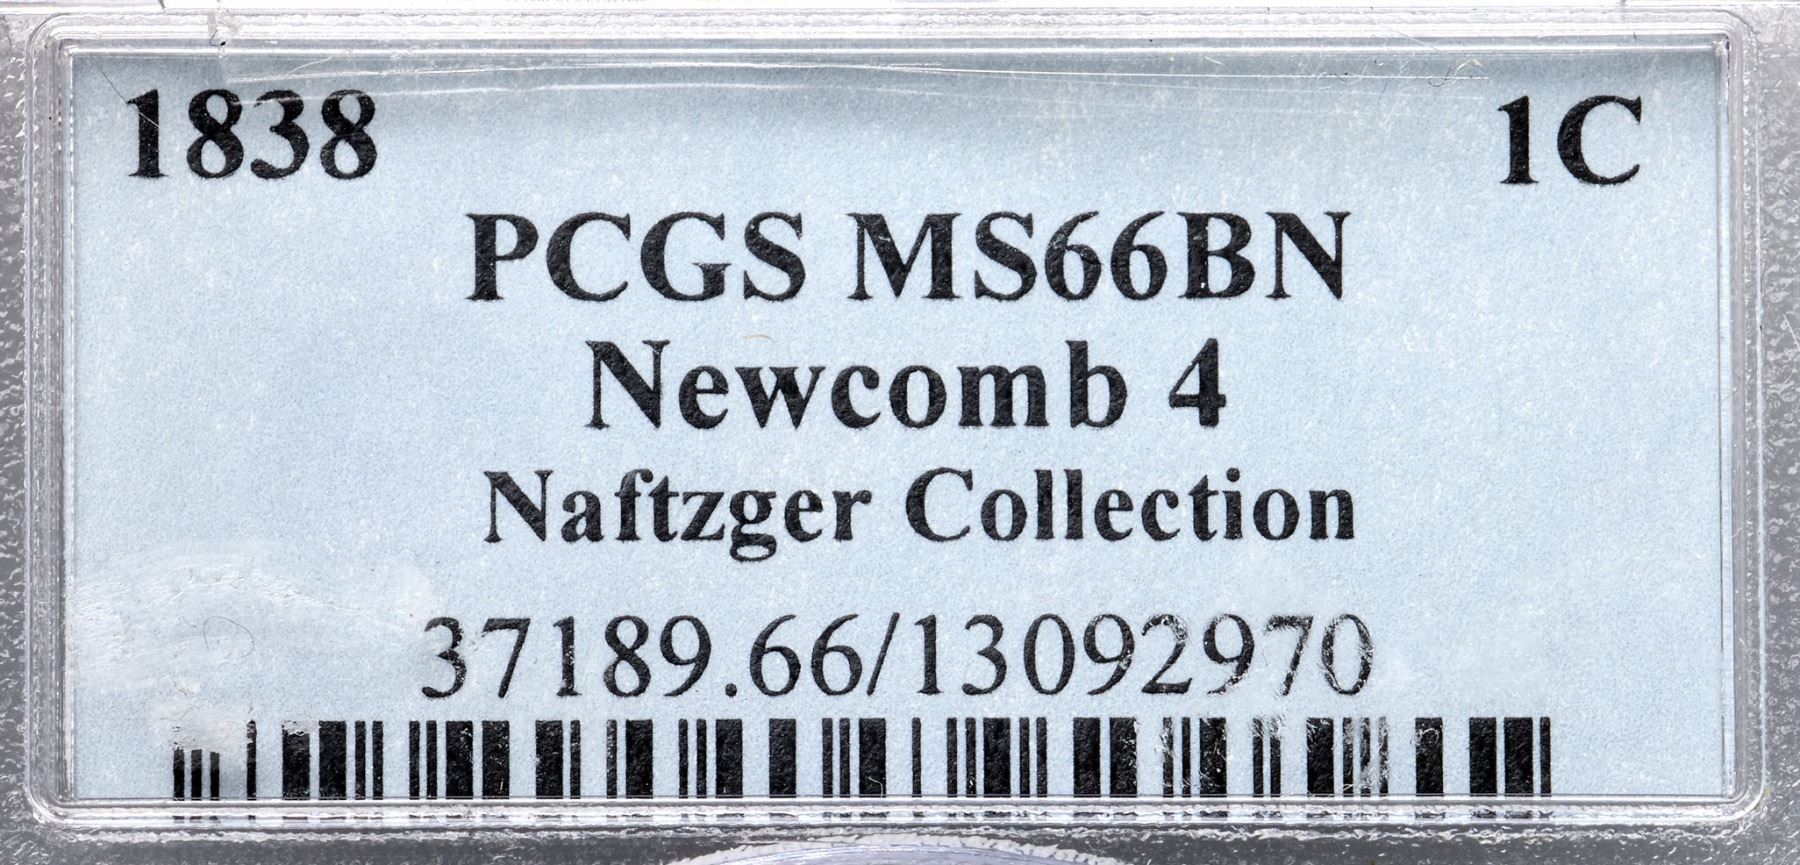 1838 1C
PCGS MS66BN
Newcomb 4
Naftzger Collection
37189.66/13092970